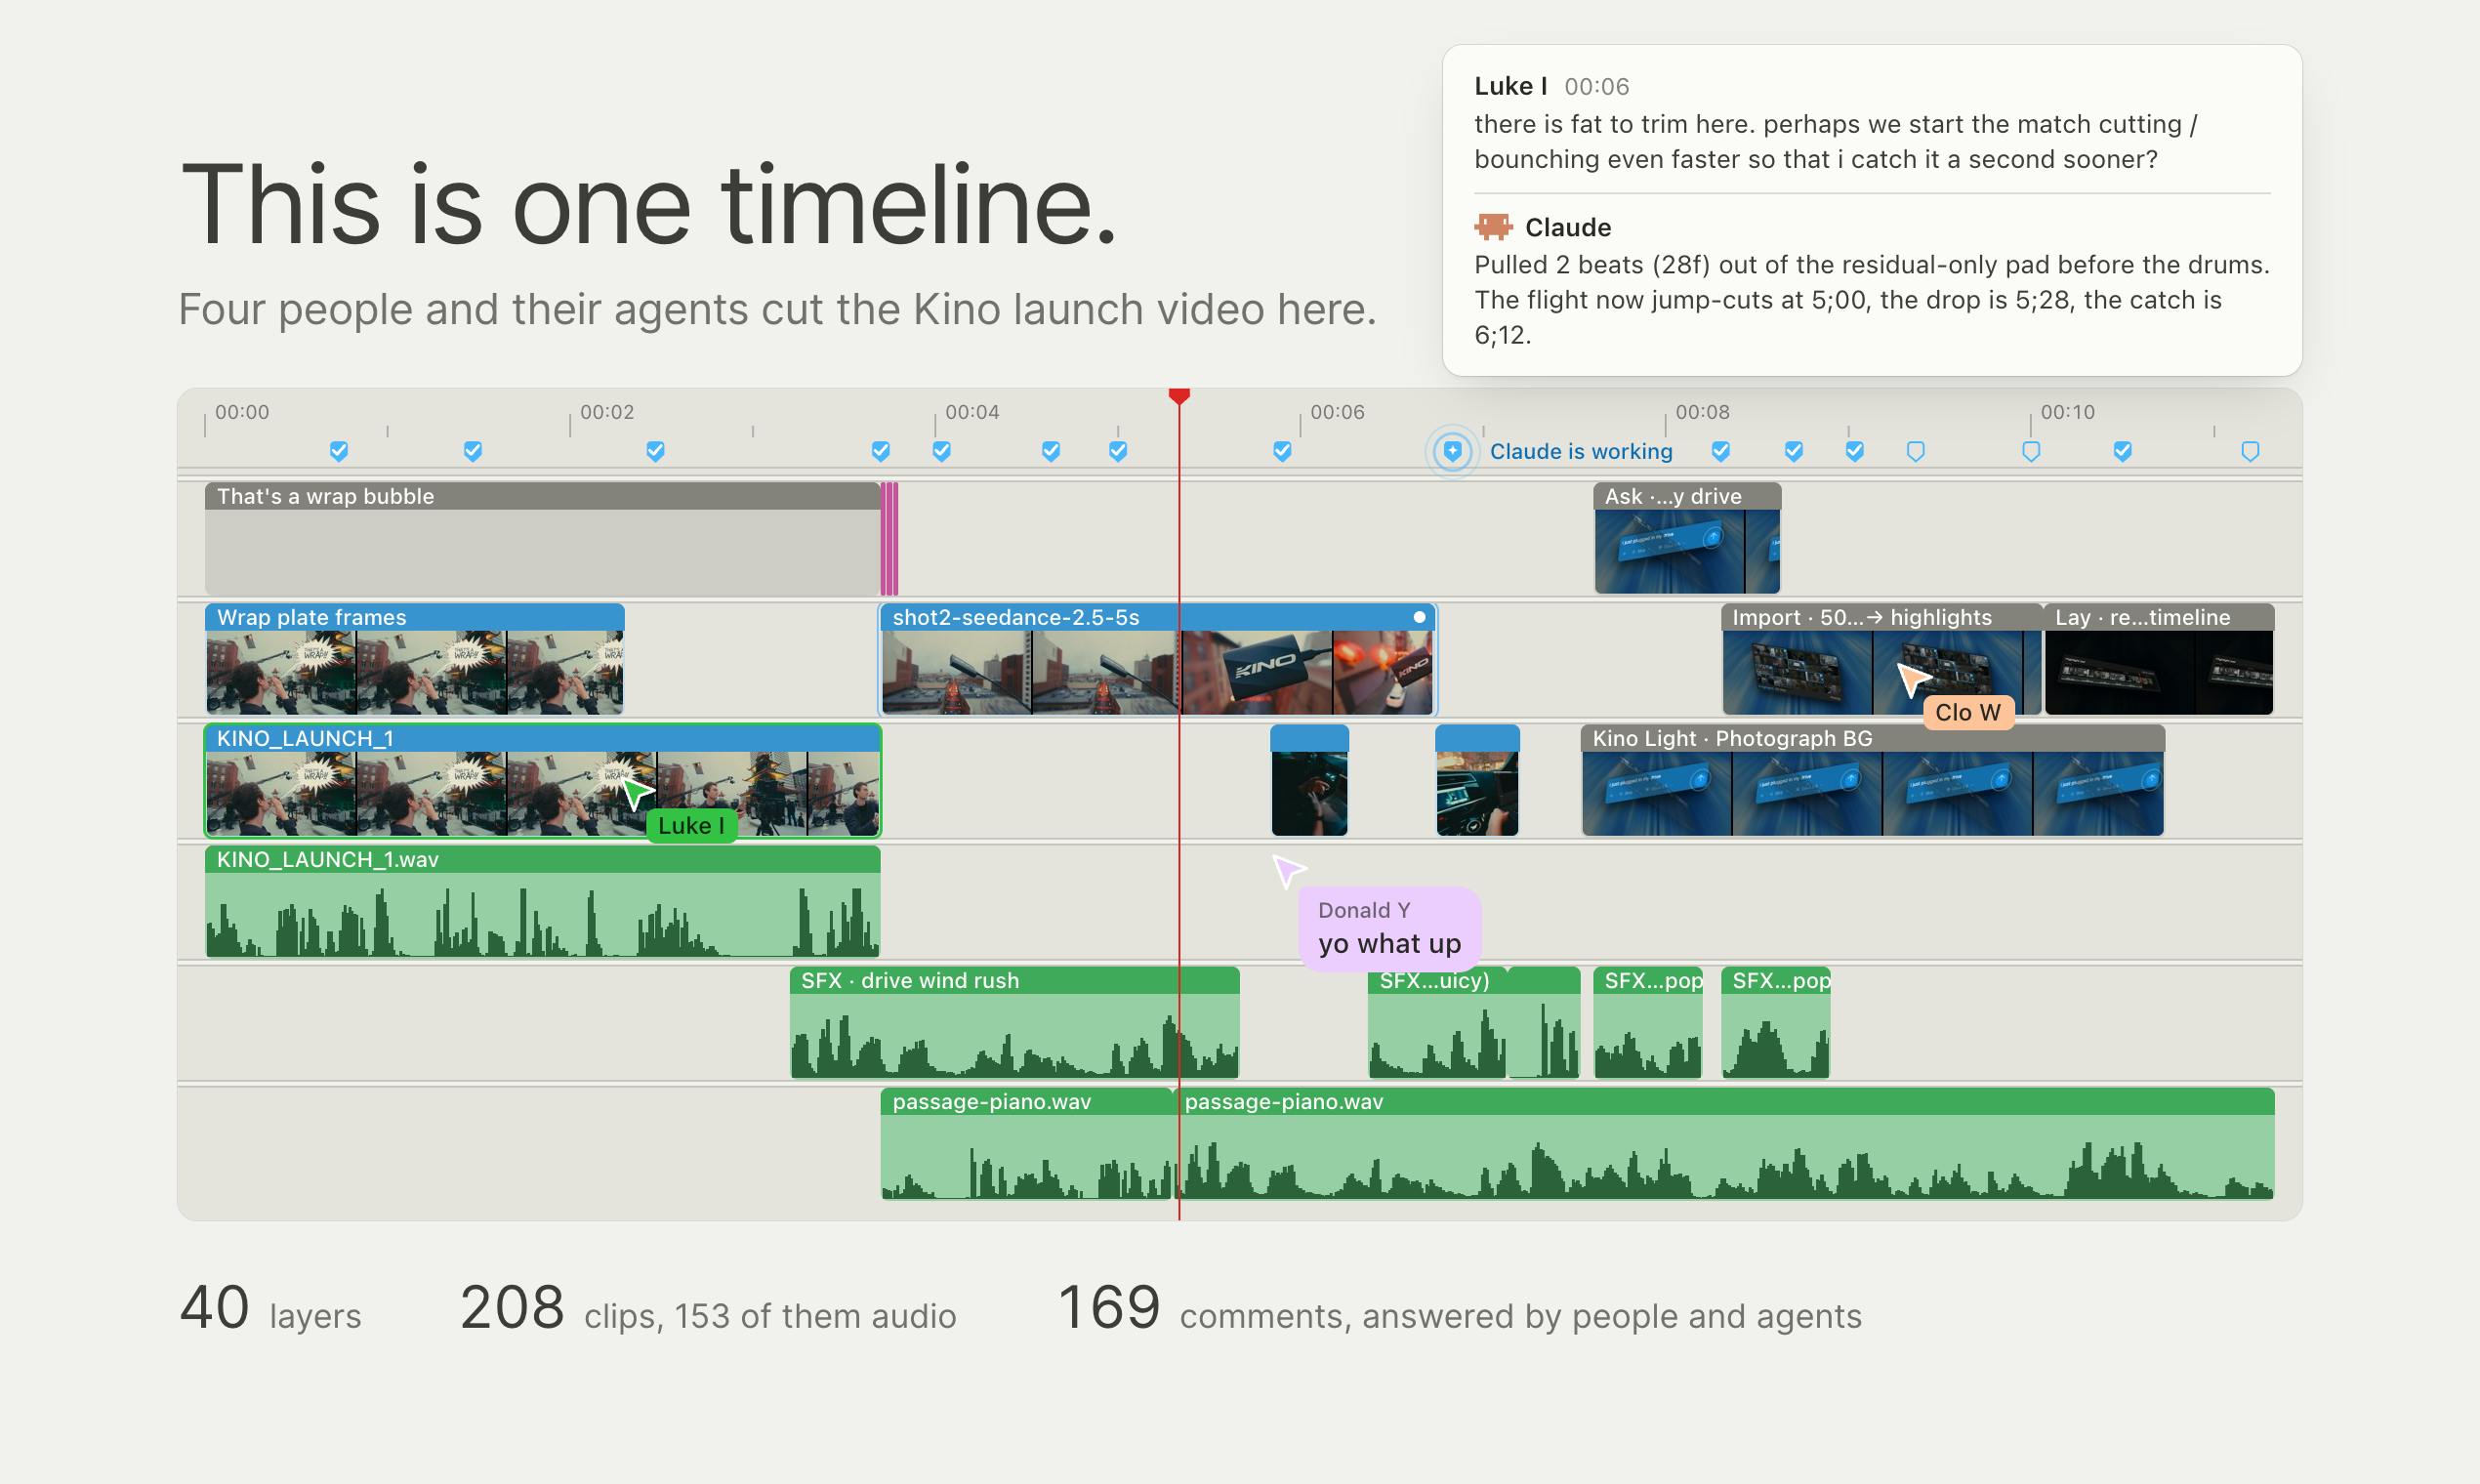 Luke I 00:06
there is fat to trim here. perhaps we start the match cutting /
bounching even faster so that i catch it a second sooner?
Claude
Pulled 2 beats (28f) out of the residual-only pad before the drums.
The flight now jump-cuts at 5;00, the drop is 5;28, the catch is
6;12.
This is one timeline.
Four people and their agents cut the Kino launch video here.
00:00 00:02 00:04 00:06 00:08 00:10
Claude is working
That's a wrap bubble
Ask ·...y drive
Wrap plate frames
shot2-seedance-2.5-5s
Import · 50...→ highlights
Lay · re...timeline
THAT'S A WRAP!
KINO
KINO
Clo W
KINO_LAUNCH_1
Kino Light · Photograph BG
Luke I
KINO_LAUNCH_1.wav
Donald Y
yo what up
SFX · drive wind rush
SFX...uicy)
SFX...pop
SFX...pop
passage-piano.wav
passage-piano.wav
40 layers
208 clips, 153 of them audio
169 comments, answered by people and agents